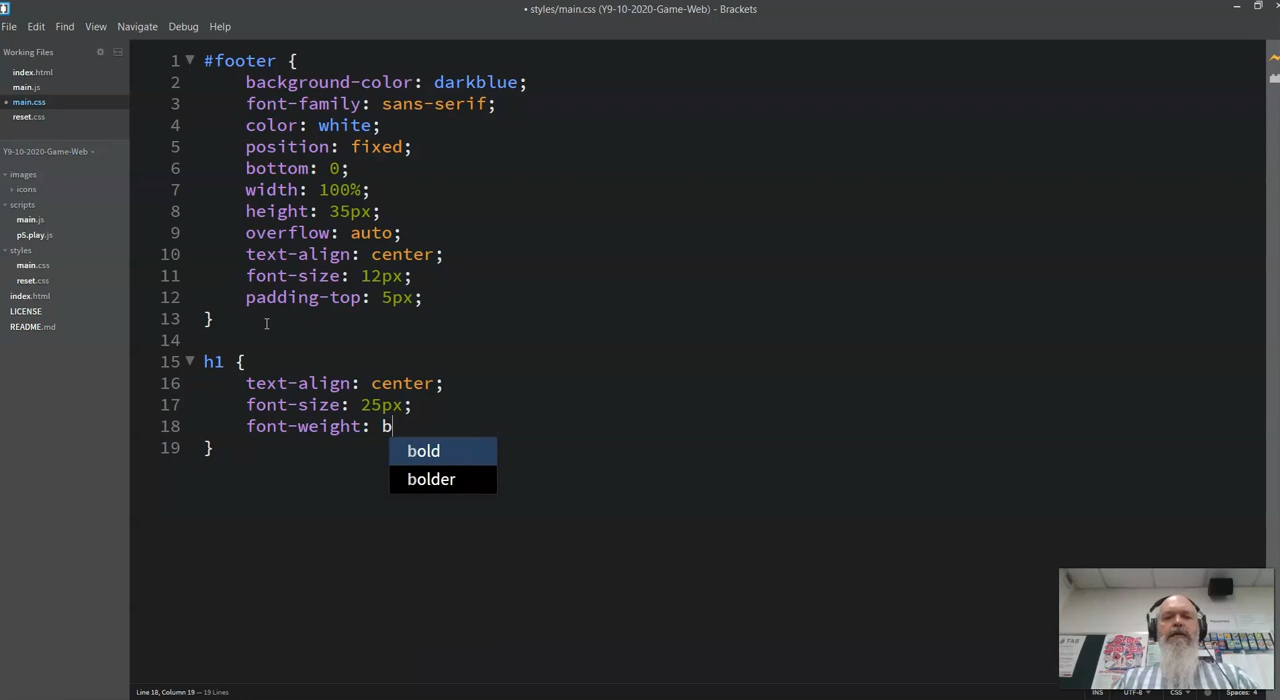 • styles/main.css (Y9-10-2020-Game-Web) - Brackets
File Edit Find View Navigate Debug Help
Working Files
index.html
main.js
• main.css
reset.css
Y9-10-2020-Game-Web
images
icons
scripts
main.js
p5.play.js
styles
main.css
reset.css
index.html
LICENSE
README.md
1 #footer {
2 background-color: darkblue;
3 font-family: sans-serif;
4 color: white;
5 position: fixed;
6 bottom: 0;
7 width: 100%;
8 height: 35px;
9 overflow: auto;
10 text-align: center;
11 font-size: 12px;
12 padding-top: 5px;
13 }
14
15 h1 {
16 text-align: center;
17 font-size: 25px;
18 font-weight: b
19 }
bold
bolder
Line 18, Column 19 — 19 Lines
INS UTF-8 CSS Spaces: 4